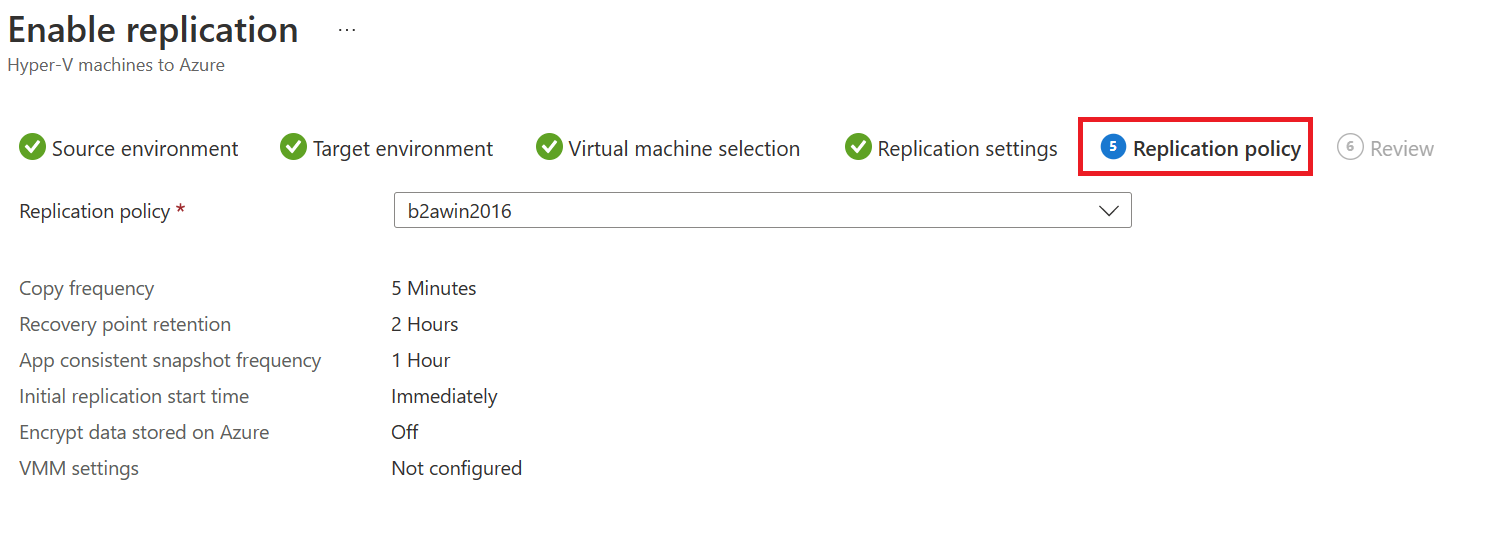 Enable replication ...
Hyper-V machines to Azure
Source environment Target environment Virtual machine selection Replication settings 5 Replication policy 6 Review
Replication policy * b2awin2016
Copy frequency 5 Minutes
Recovery point retention 2 Hours
App consistent snapshot frequency 1 Hour
Initial replication start time Immediately
Encrypt data stored on Azure Off
VMM settings Not configured